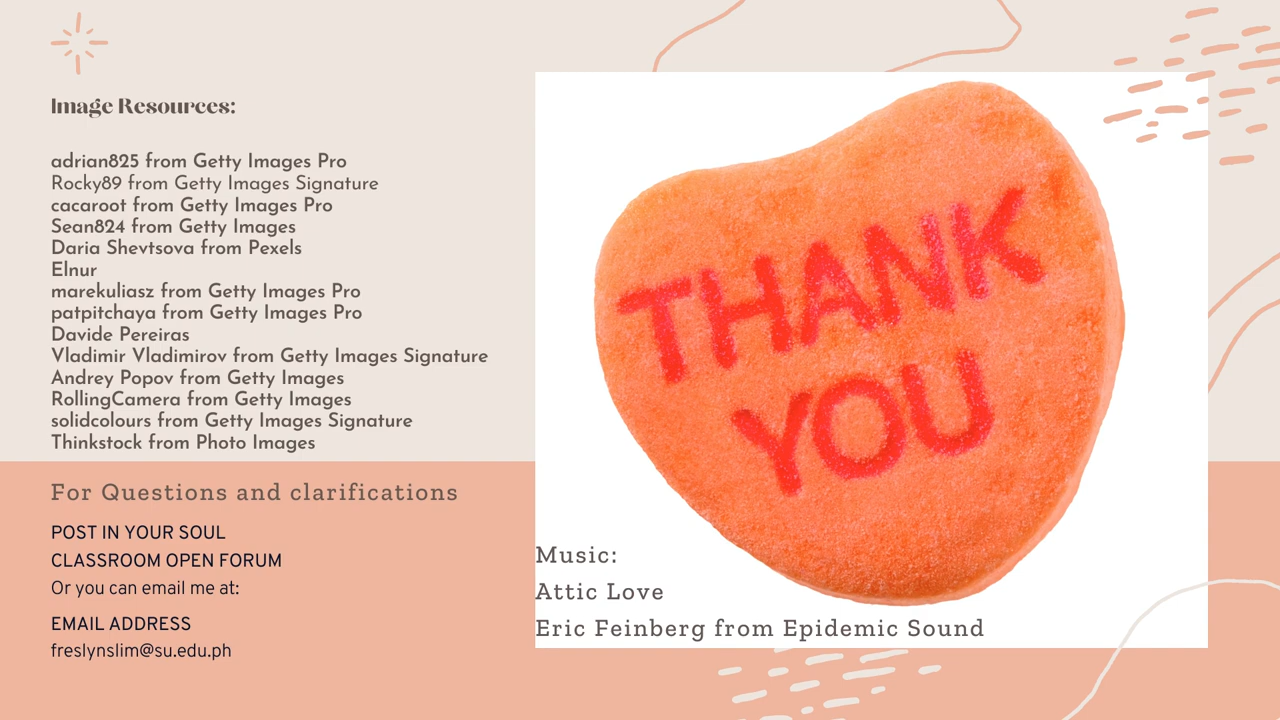 Image Resources:
adrian825 from Getty Images Pro
Rocky89 from Getty Images Signature
cacaroot from Getty Images Pro
Sean824 from Getty Images
Daria Shevtsova from Pexels
Elnur
marekuliasz from Getty Images Pro
patpitchaya from Getty Images Pro
Davide Pereiras
Vladimir Vladimirov from Getty Images Signature
Andrey Popov from Getty Images
RollingCamera from Getty Images
solidcolours from Getty Images Signature
Thinkstock from Photo Images
For Questions and clarifications
POST IN YOUR SOUL
CLASSROOM OPEN FORUM
Or you can email me at:
EMAIL ADDRESS
freslynslim@su.edu.ph
THANK
YOU
Music:
Attic Love
Eric Feinberg from Epidemic Sound